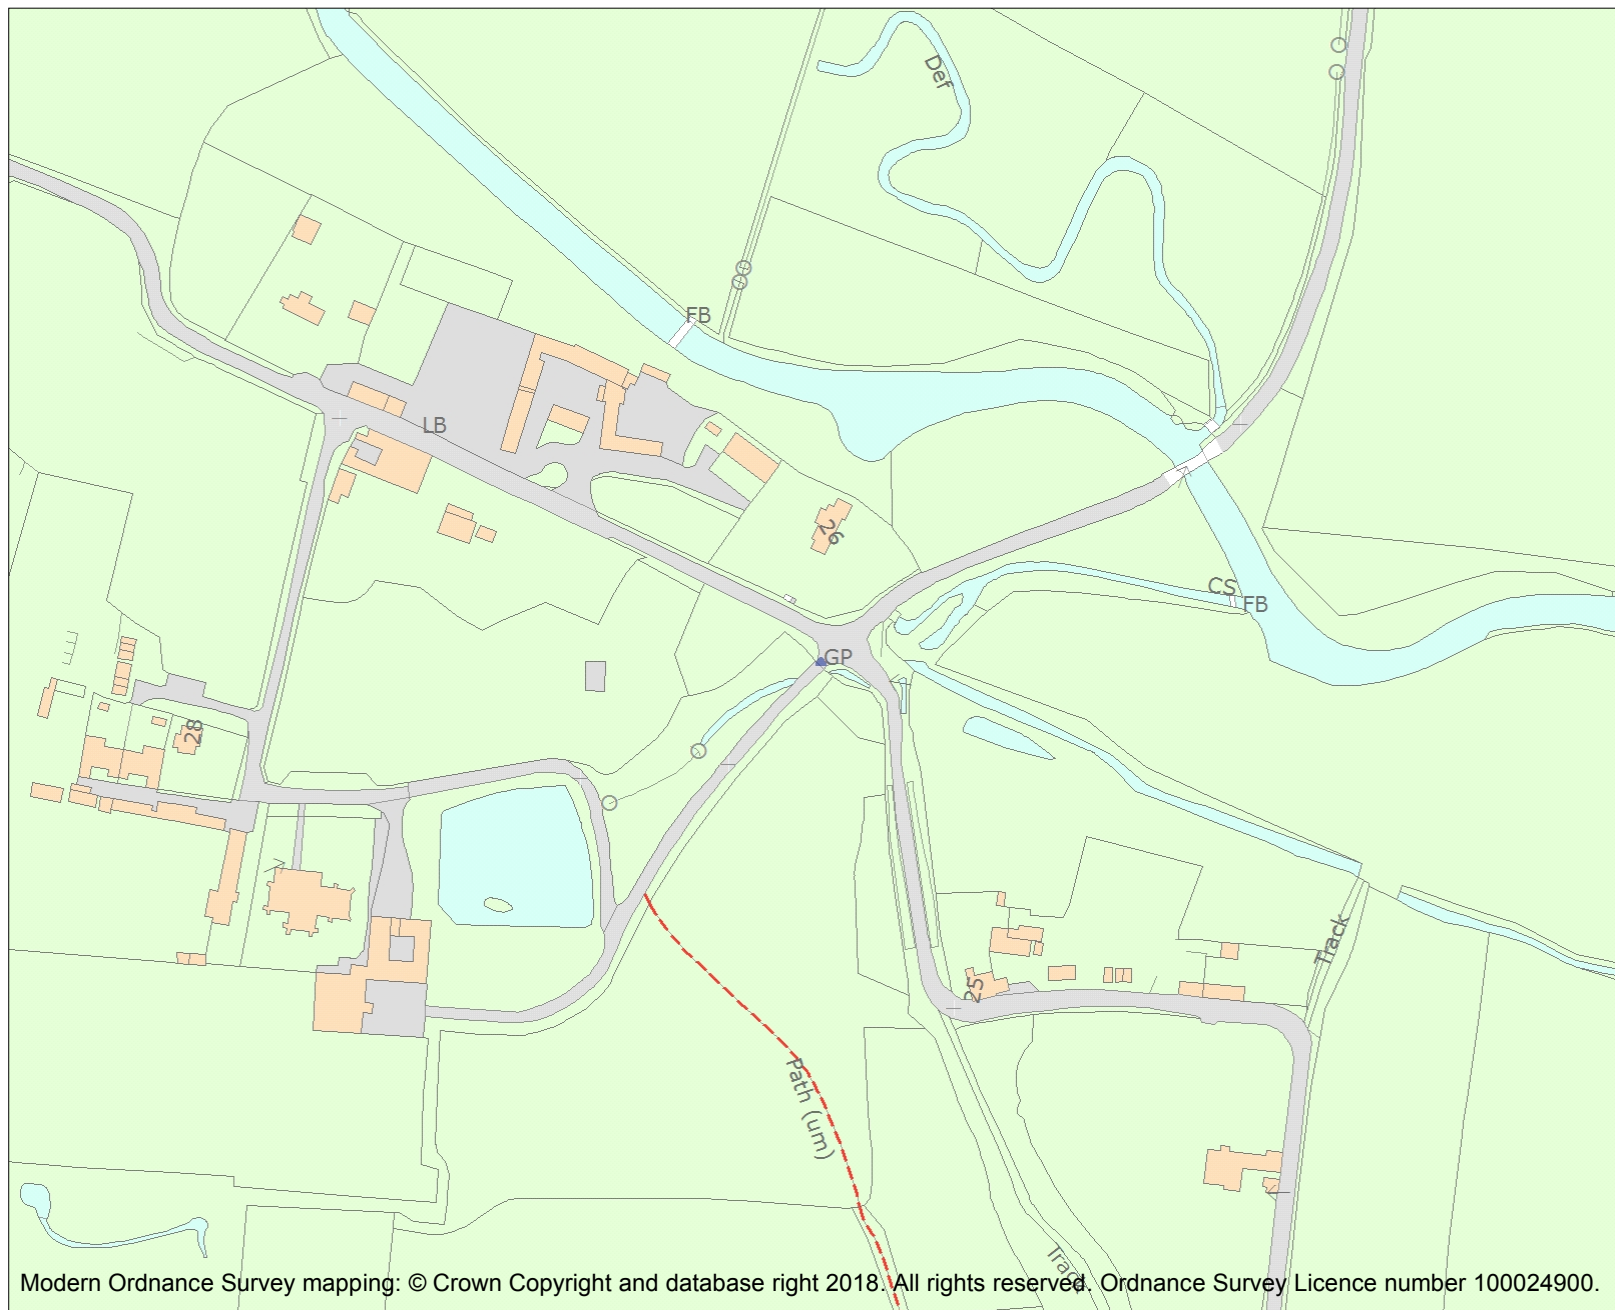 Def
FB
LB
26
CS
FB
GP
28
Track
25
Path (um)
Track
Modern Ordnance Survey mapping: © Crown Copyright and database right 2018. All rights reserved. Ordnance Survey Licence number 100024900.